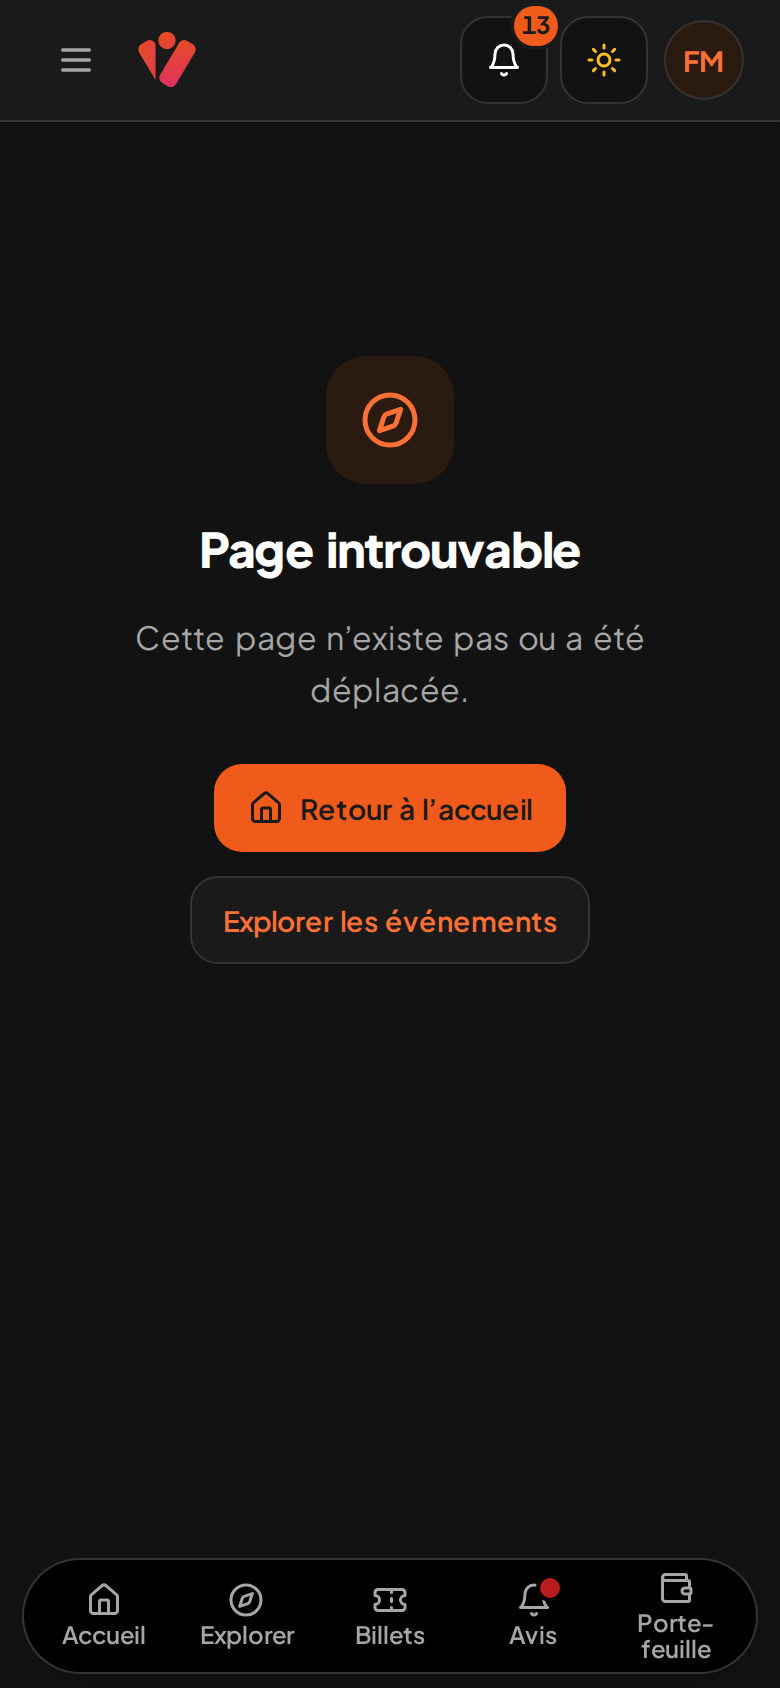 13
FM
Page introuvable
Cette page n’existe pas ou a été
déplacée.
Retour à l’accueil
Explorer les événements
Accueil
Explorer
Billets
Avis
Porte-
feuille